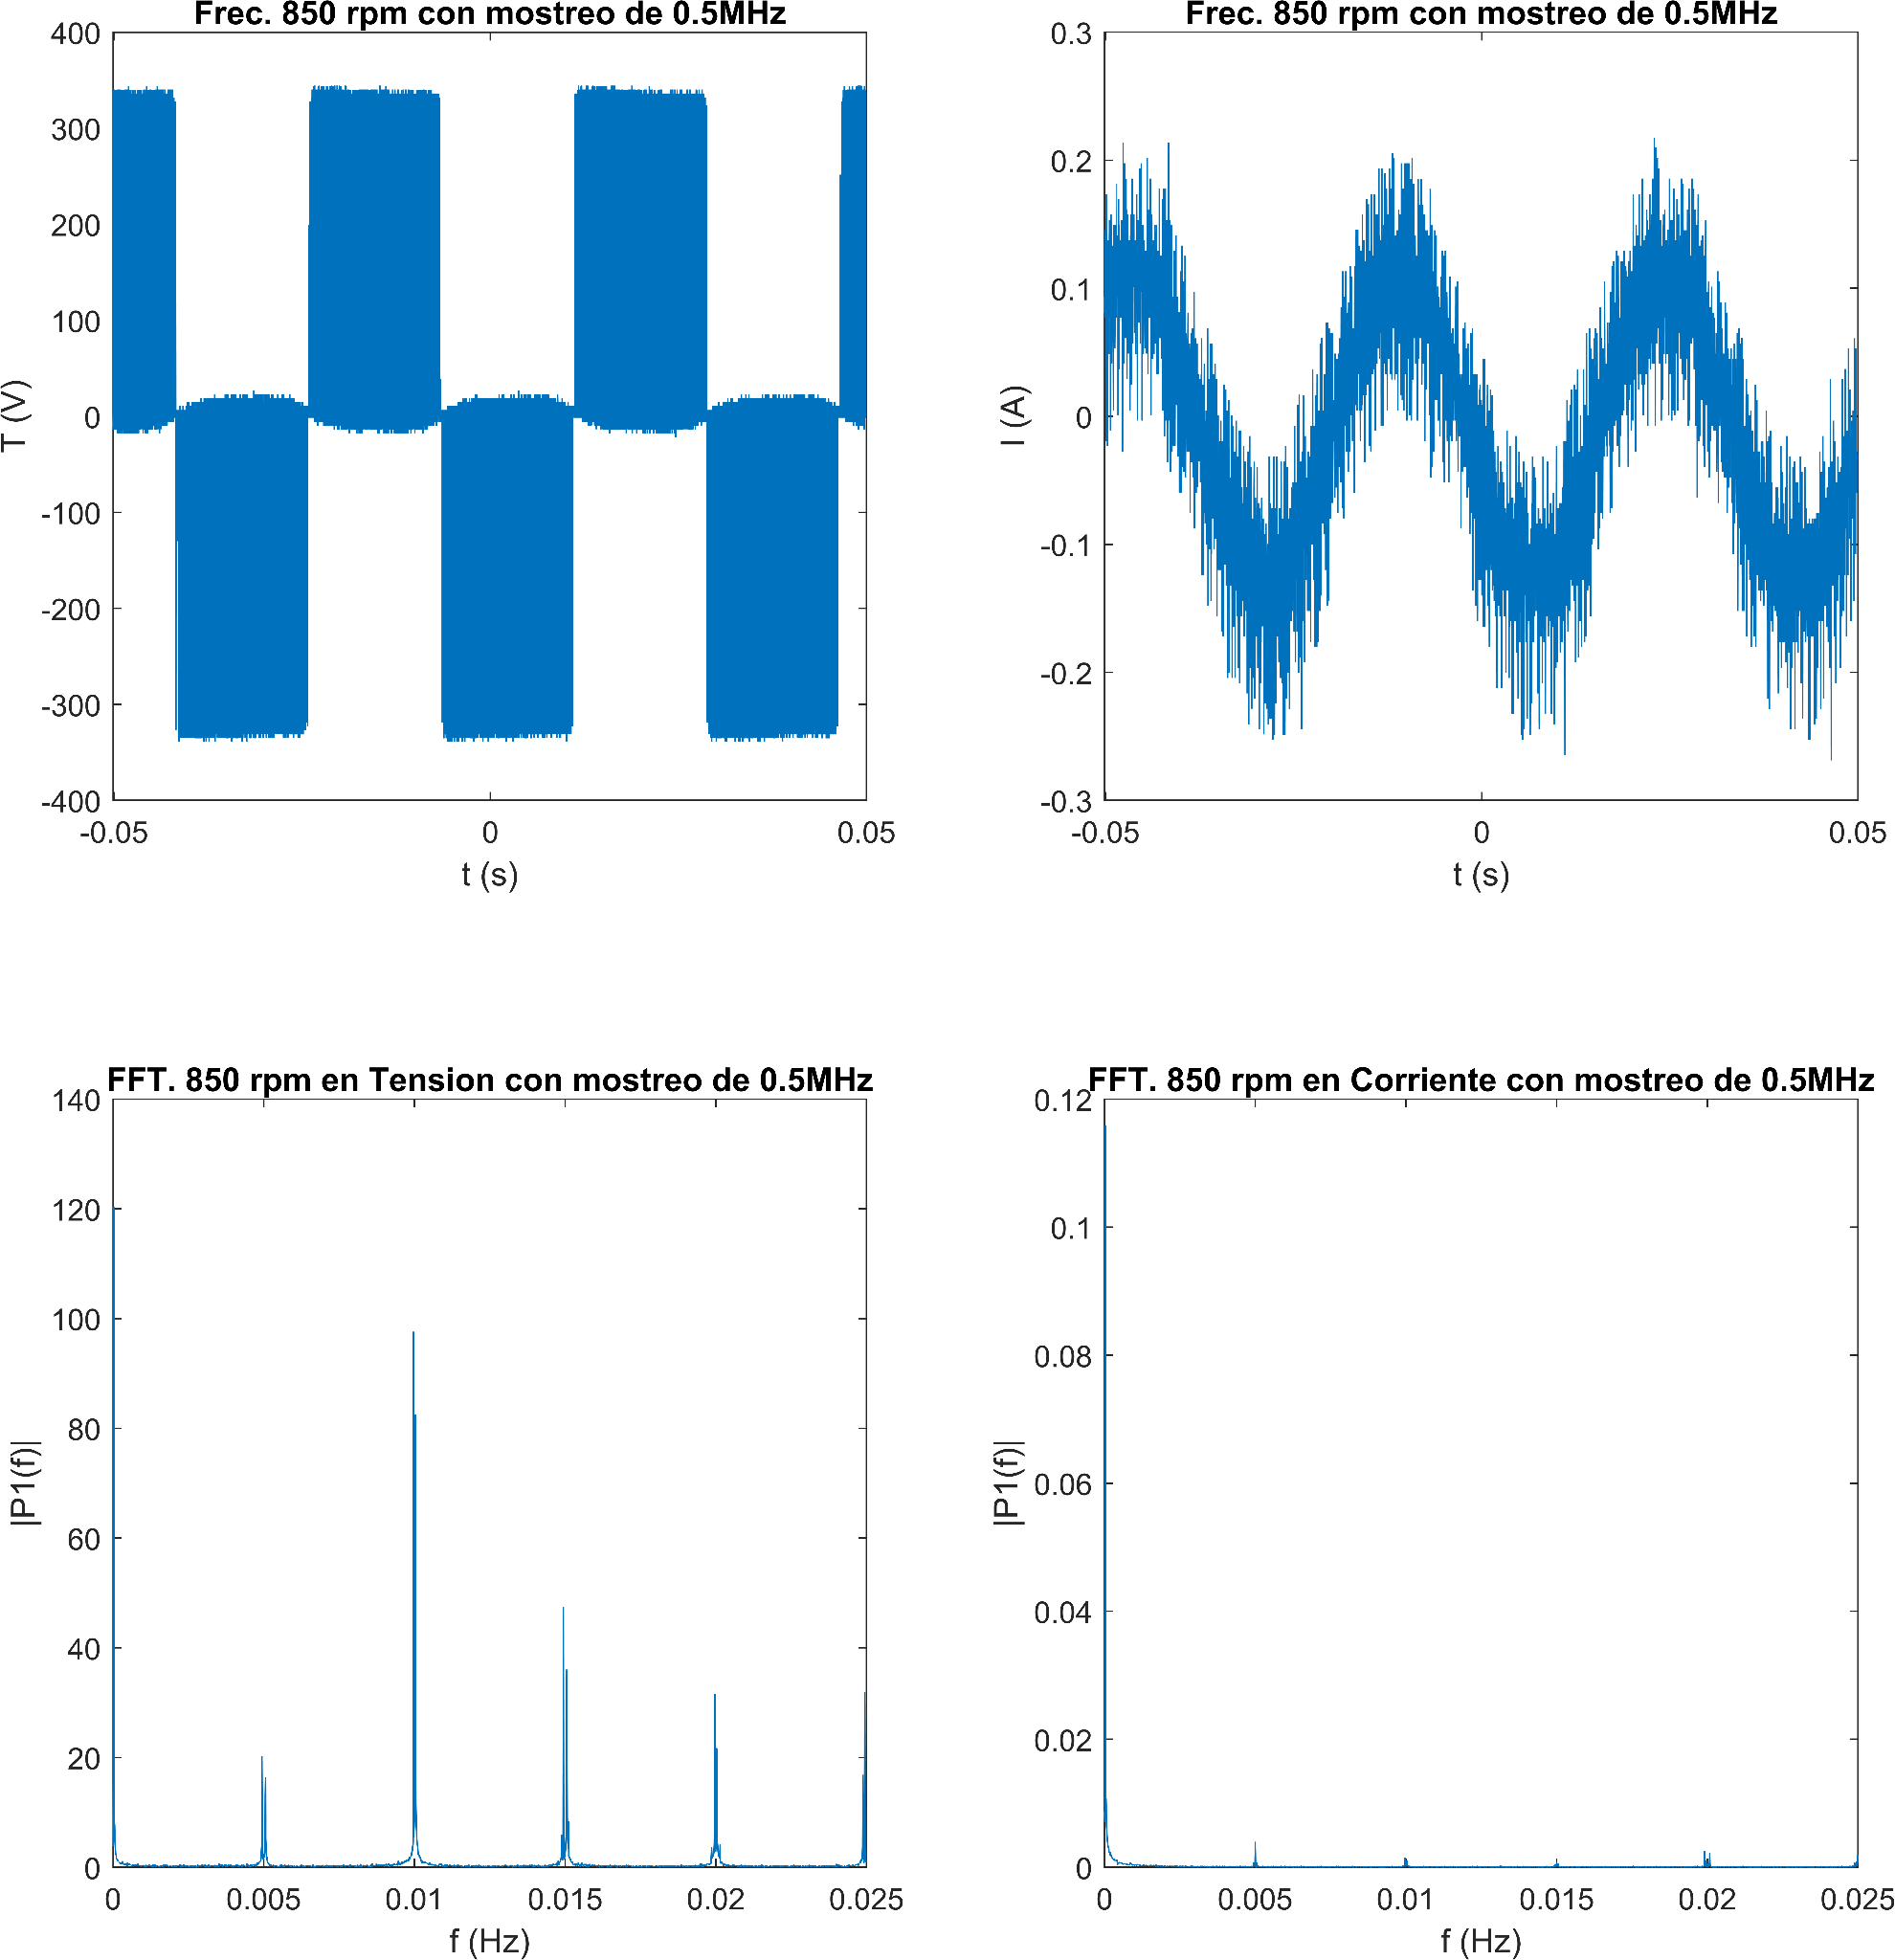 Frec. 850 rpm con mostreo de 0.5MHz
400
300
200
100
0
-100
-200
-300
-400
T (V)
-0.05 0 0.05
t (s)
Frec. 850 rpm con mostreo de 0.5MHz
0.3
0.2
0.1
0
-0.1
-0.2
-0.3
I (A)
-0.05 0 0.05
t (s)
FFT. 850 rpm en Tension con mostreo de 0.5MHz
140
120
100
80
60
40
20
0
|P1(f)|
0 0.005 0.01 0.015 0.02 0.025
f (Hz)
FFT. 850 rpm en Corriente con mostreo de 0.5MHz
0.12
0.1
0.08
0.06
0.04
0.02
0
|P1(f)|
0 0.005 0.01 0.015 0.02 0.025
f (Hz)